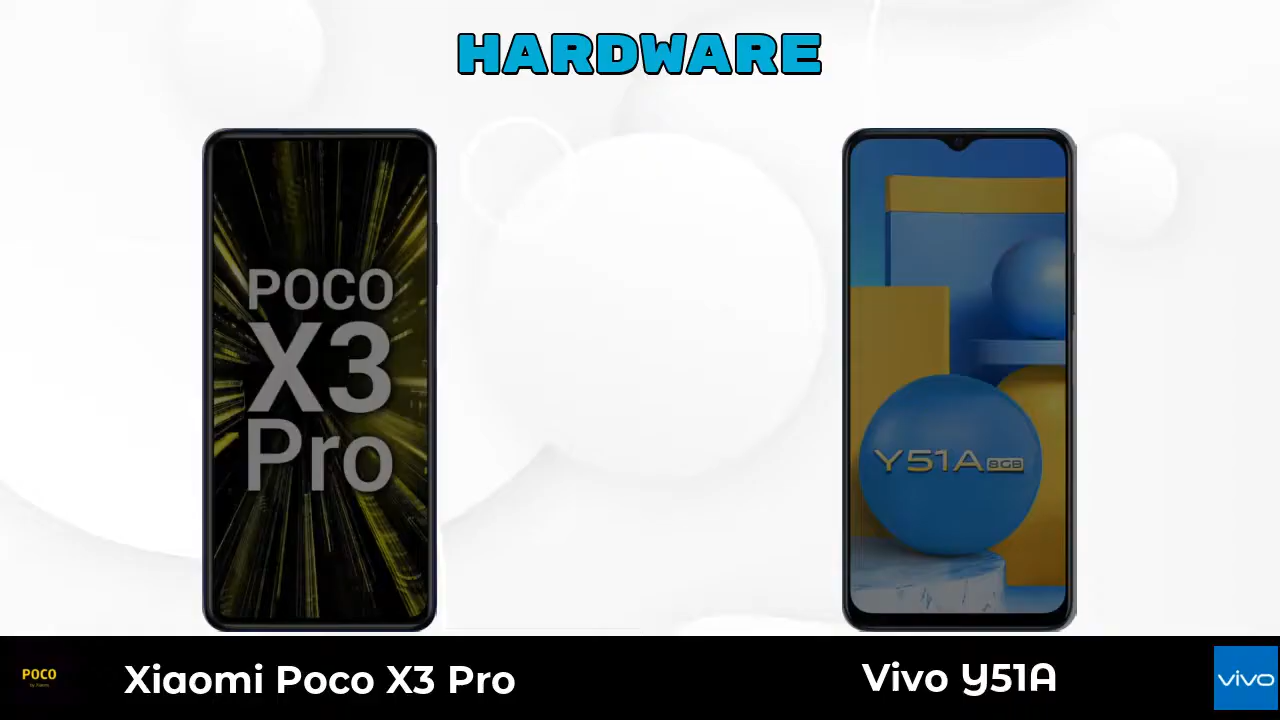 HARDWARE
POCO
X3
Pro
Y51A 8GB
POCO
Xiaomi Poco X3 Pro
Vivo Y51A
vivo